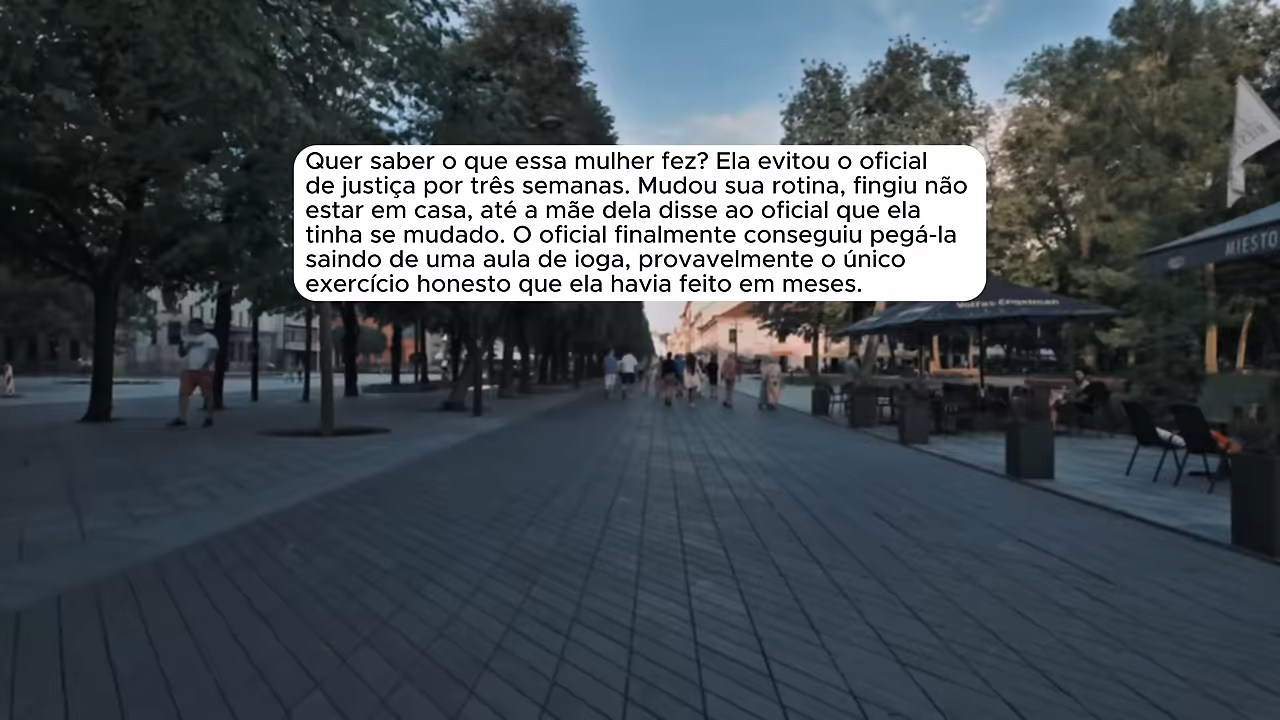 Quer saber o que essa mulher fez? Ela evitou o oficial
de justiça por três semanas. Mudou sua rotina, fingiu não
estar em casa, até a mãe dela disse ao oficial que ela
tinha se mudado. O oficial finalmente conseguiu pegá-la
saindo de uma aula de ioga, provavelmente o único
exercício honesto que ela havia feito em meses.
MIESTO